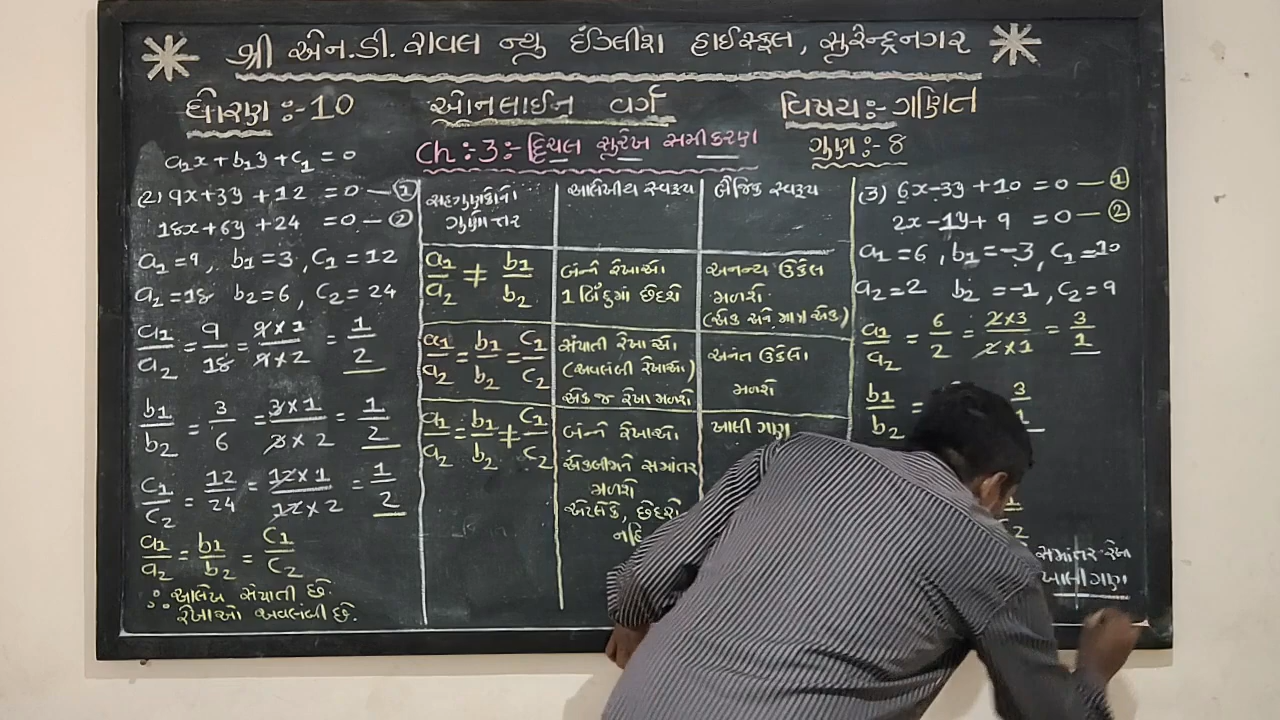 શ્રી એન.ડી. રાવલ ન્યુ ઇંગ્લીશ હાઈસ્કૂલ, સુરેન્દ્રનગર
ધોરણ :- 10 ઓનલાઈન વર્ગ વિષય :- ગણિત
Ch : 3 :- દ્વિચલ સુરેખ સમીકરણ ગુણ :- 8
a₁x + b₁y + c₁ = 0
(2) 9x + 3y + 12 = 0 — ①
18x + 6y + 24 = 0 — ②
a₁ = 9, b₁ = 3, c₁ = 12
a₂ = 18 b₂ = 6, c₂ = 24
a₁/a₂ = 9/18 = 9×1/9×2 = 1/2
b₁/b₂ = 3/6 = 3×1/3×2 = 1/2
c₁/c₂ = 12/24 = 12×1/12×2 = 1/2
a₁/a₂ = b₁/b₂ = c₁/c₂
∴ આલેખ સંપાતી છે.
રેખાઓ અવલંબી છે.
સહગુણકોનો
ગુણોત્તર
આલેખીય સ્વરૂપ
બૈજિક સ્વરૂપ
a₁/a₂ ≠ b₁/b₂
બંન્ને રેખાઓ
1 બિંદુમાં છેદશે
અનન્ય ઉકેલ
મળશે.
(એક અને માત્ર એક)
a₁/a₂ = b₁/b₂ = c₁/c₂
સંપાતી રેખાઓ
(અવલંબી રેખાઓ)
એક જ રેખા મળશે
અનંત ઉકેલો
મળશે
a₁/a₂ = b₁/b₂ ≠ c₁/c₂
બંન્ને રેખાઓ
એકબીજાને સમાંતર
મળશે
એટલેકે, છેદશે
નહિ
ખાલી ગણ
(3) 6x - 3y + 10 = 0 — ①
2x - 1y + 9 = 0 — ②
a₁ = 6, b₁ = -3, c₁ = 10
a₂ = 2 b₂ = -1, c₂ = 9
a₁/a₂ = 6/2 = 2×3/2×1 = 3/1
b₁/b₂ =
સમાંતર રેખા
ખાલી ગણ